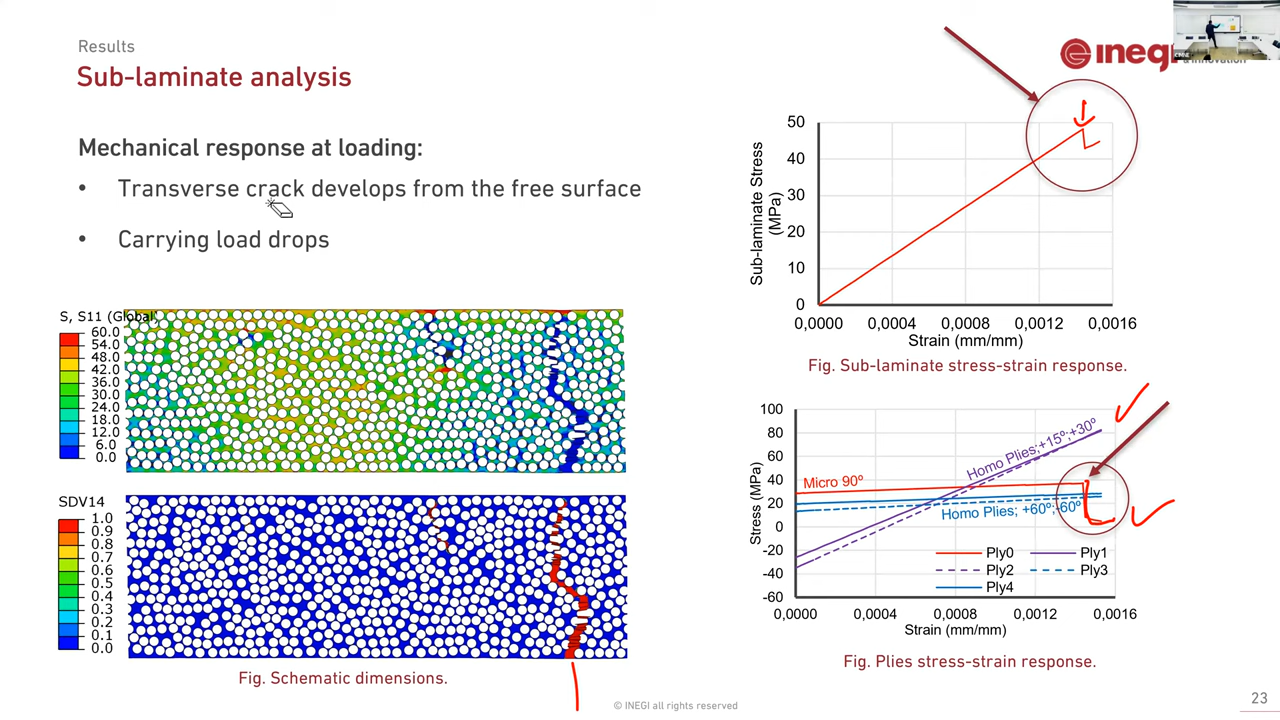 Results
Sub-laminate analysis
inegi
& innovation
Mechanical response at loading:
• Transverse crack develops from the free surface
• Carrying load drops
S, S11 (Global)
60.0
54.0
48.0
42.0
36.0
30.0
24.0
18.0
12.0
6.0
0.0
SDV14
1.0
0.9
0.8
0.7
0.6
0.5
0.4
0.3
0.2
0.1
0.0
Fig. Schematic dimensions.
Sub-laminate Stress
(MPa)
50
40
30
20
10
0
0,0000 0,0004 0,0008 0,0012 0,0016
Strain (mm/mm)
Fig. Sub-laminate stress-strain response.
Stress (MPa)
100
80
60
40
20
0
-20
-40
-60
Micro 90º
Homo Plies;+15º;+30º
Homo Plies; +60º;-60º
Ply0 Ply1
Ply2 Ply3
Ply4
0,0000 0,0004 0,0008 0,0012 0,0016
Strain (mm/mm)
Fig. Plies stress-strain response.
© INEGI all rights reserved
23